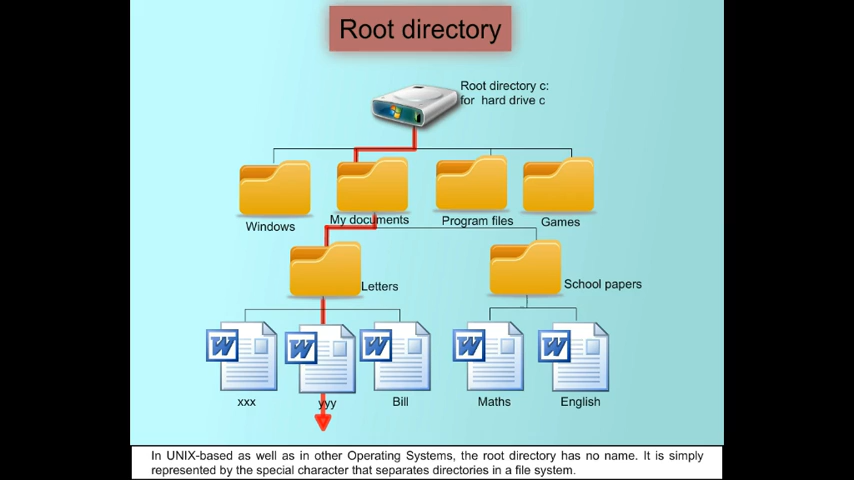 Root directory
Root directory c:
for hard drive c
Windows
My documents
Program files
Games
Letters
School papers
xxx
yyy
Bill
Maths
English
In UNIX-based as well as in other Operating Systems, the root directory has no name. It is simply
represented by the special character that separates directories in a file system.